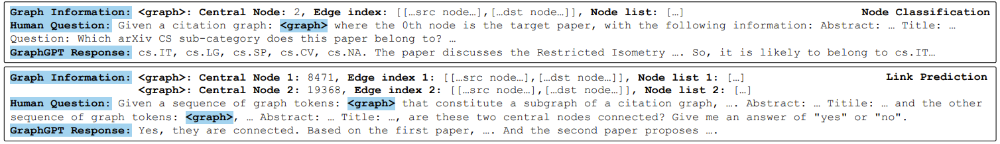 Graph Information: <graph>: Central Node: 2, Edge index: [[…src node…],[…dst node…]], Node list: […] Node Classification
Human Question: Given a citation graph: <graph> where the 0th node is the target paper, with the following information: Abstract: … Title: …
Question: Which arXiv CS sub-category does this paper belong to? …
GraphGPT Response: cs.IT, cs.LG, cs.SP, cs.CV, cs.NA. The paper discusses the Restricted Isometry …. So, it is likely to belong to cs.IT…
Graph Information: <graph>: Central Node 1: 8471, Edge index 1: [[…src node…],[…dst node…]], Node list 1: […] Link Prediction
<graph>: Central Node 2: 19368, Edge index 2: [[…src node…],[…dst node…]], Node list 2: […]
Human Question: Given a sequence of graph tokens: <graph> that constitute a subgraph of a citation graph, …. Abstract: … Titile: … and the other
sequence of graph tokens: <graph>, … Abstract: … Title: …, are these two central nodes connected? Give me an answer of "yes" or "no".
GraphGPT Response: Yes, they are connected. Based on the first paper, …. And the second paper proposes ….